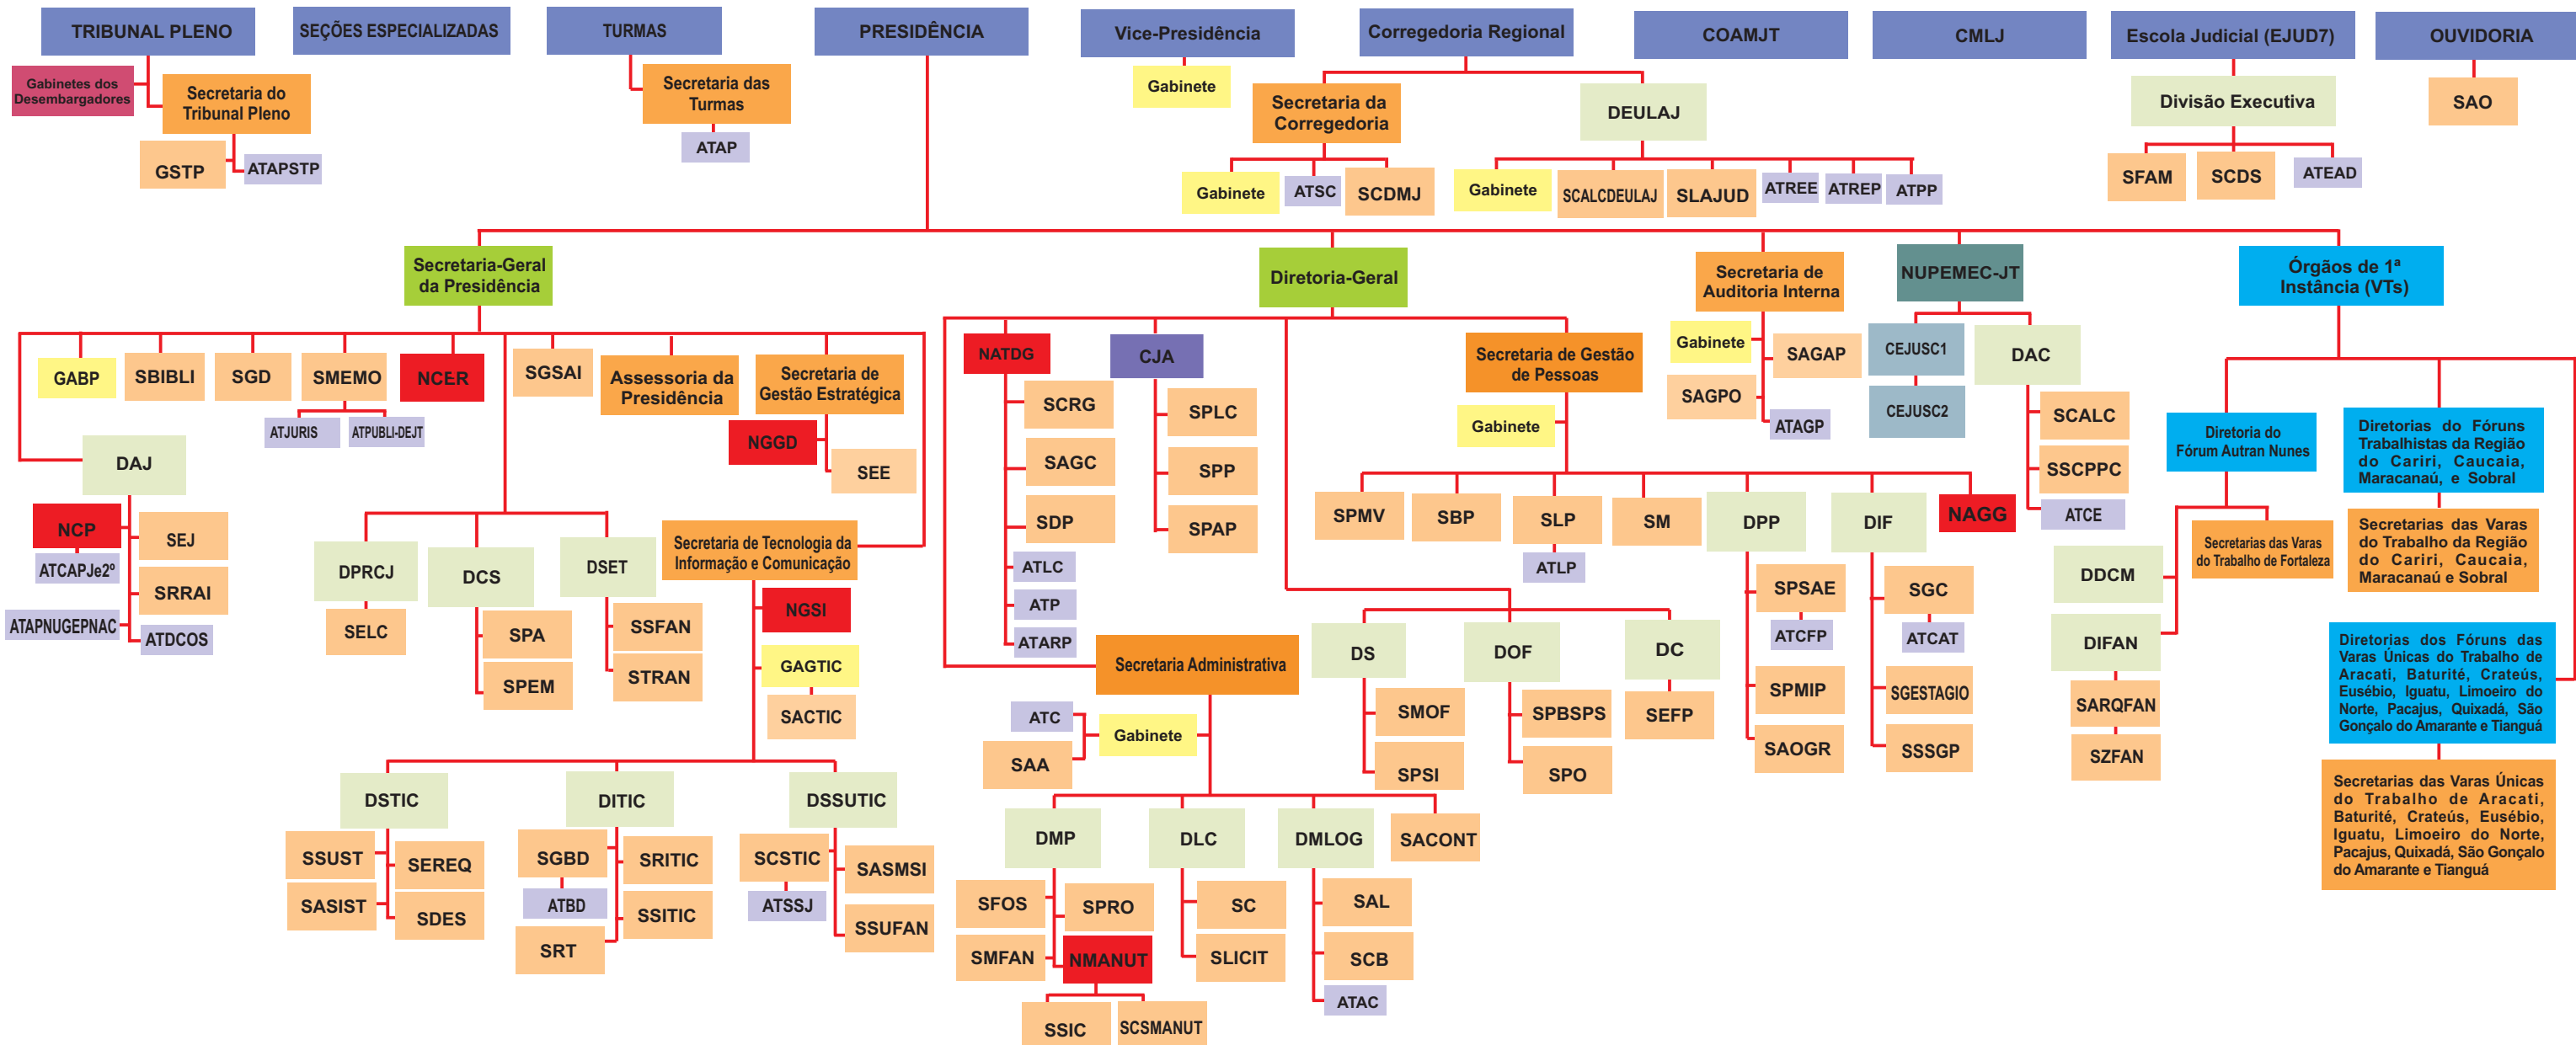 TRIBUNAL PLENO
SEÇÕES ESPECIALIZADAS
TURMAS
PRESIDÊNCIA
Vice-Presidência
Corregedoria Regional
COAMJT
CMLJ
Escola Judicial (EJUD7)
OUVIDORIA
Gabinetes dos
Desembargadores
Secretaria do
Tribunal Pleno
GSTP
ATAPSTP
Secretaria das
Turmas
ATAP
Gabinete
Secretaria da
Corregedoria
DEULAJ
Gabinete
ATSC
SCDMJ
Gabinete
SCALCDEULAJ
SLAJUD
ATREE
ATREP
ATPP
Divisão Executiva
SFAM
SCDS
ATEAD
SAO
Secretaria-Geral
da Presidência
Diretoria-Geral
Secretaria de
Auditoria Interna
NUPEMEC-JT
Órgãos de 1ª
Instância (VTs)
GABP
SBIBLI
SGD
SMEMO
NCER
SGSAI
Assessoria da
Presidência
Secretaria de
Gestão Estratégica
ATJURIS
ATPUBLI-DEJT
NGGD
SEE
DAJ
NCP
ATCAPJe2º
SEJ
SRRAI
ATAPNUGEPNAC
ATDCOS
DPRCJ
SELC
DCS
SPA
SPEM
DSET
SSFAN
STRAN
Secretaria de Tecnologia da
Informação e Comunicação
NGSI
GAGTIC
SACTIC
DSTIC
SSUST
SEREQ
SASIST
SDES
DITIC
SGBD
ATBD
SRITIC
SSITIC
SRT
DSSUTIC
SCSTIC
ATSSJ
SASMSI
SSUFAN
NATDG
SCRG
SAGC
SDP
ATLC
ATP
ATARP
CJA
SPLC
SPP
SPAP
Secretaria de Gestão
de Pessoas
Gabinete
SPMV
SBP
SLP
ATLP
SM
DPP
SPSAE
ATCFP
SPMIP
SAOGR
DIF
SGC
ATCAT
SGESTAGIO
SSSGP
NAGG
Secretaria Administrativa
ATC
Gabinete
SAA
DS
SMOF
SPSI
DOF
SPBSPS
SPO
DC
SEFP
DMP
SFOS
SPRO
SMFAN
NMANUT
SSIC
SCSMANUT
DLC
SC
SLICIT
DMLOG
SAL
SCB
ATAC
SACONT
Gabinete
SAGAP
SAGPO
ATAGP
CEJUSC1
CEJUSC2
DAC
SCALC
SSCPPC
ATCE
Diretoria do
Fórum Autran Nunes
Secretarias das Varas
do Trabalho de Fortaleza
DDCM
DIFAN
SARQFAN
SZFAN
Diretorias do Fóruns
Trabalhistas da Região
do Cariri, Caucaia,
Maracanaú, e Sobral
Secretarias das Varas
do Trabalho da Região
do Cariri, Caucaia,
Maracanaú e Sobral
Diretorias dos Fóruns das
Varas Únicas do Trabalho de
Aracati, Baturité, Crateús,
Eusébio, Iguatu, Limoeiro do
Norte, Pacajus, Quixadá, São
Gonçalo do Amarante e Tianguá
Secretarias das Varas Únicas
do Trabalho de Aracati,
Baturité, Crateús, Eusébio,
Iguatu, Limoeiro do Norte,
Pacajus, Quixadá, São Gonçalo
do Amarante e Tianguá